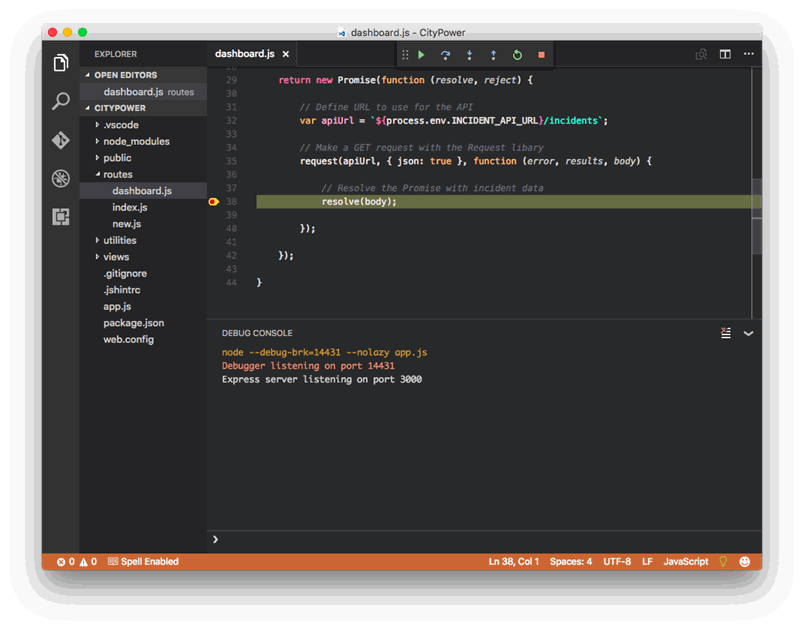 dashboard.js - CityPower
EXPLORER
OPEN EDITORS
dashboard.js routes
CITYPOWER
.vscode
node_modules
public
routes
dashboard.js
index.js
new.js
utilities
views
.gitignore
.jshintrc
app.js
package.json
web.config
dashboard.js
29 return new Promise(function (resolve, reject) {
30
31 // Define URL to use for the API
32 var apiUrl = `${process.env.INCIDENT_API_URL}/incidents`;
33
34 // Make a GET request with the Request libary
35 request(apiUrl, { json: true }, function (error, results, body) {
36
37 // Resolve the Promise with incident data
38 resolve(body);
39
40 });
41
42 });
43
44 }
DEBUG CONSOLE
node --debug-brk=14431 --nolazy app.js
Debugger listening on port 14431
Express server listening on port 3000
0 0 Spell Enabled Ln 38, Col 1 Spaces: 4 UTF-8 LF JavaScript